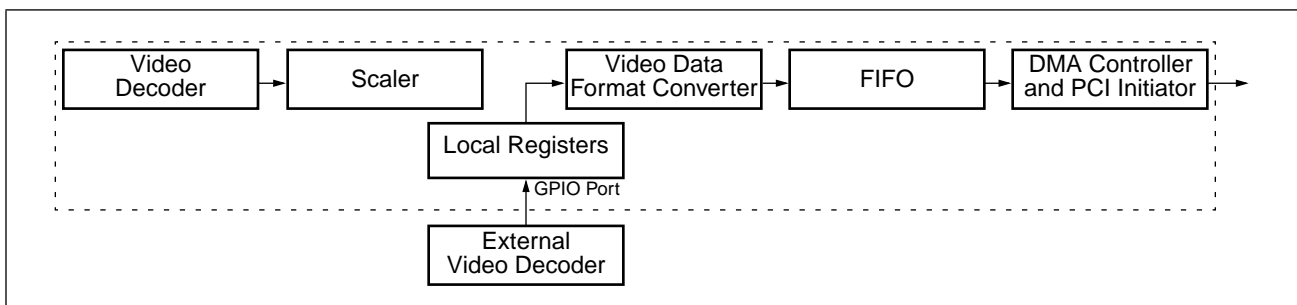 Video
Decoder
Scaler
Video Data
Format Converter
FIFO
DMA Controller
and PCI Initiator
Local Registers
GPIO Port
External
Video Decoder